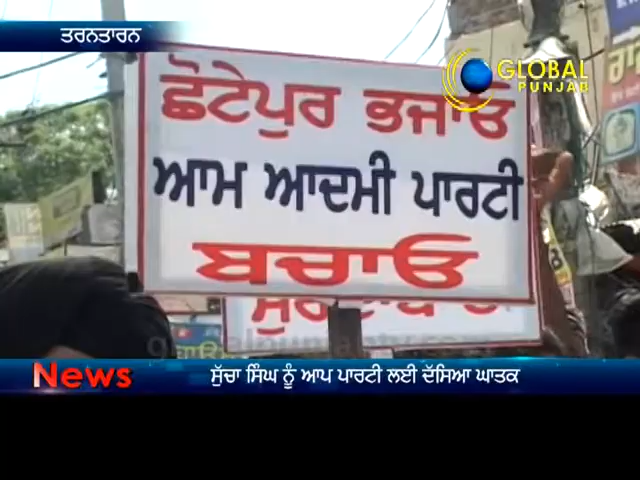 ਤਰਨਤਾਰਨ
GLOBAL
PUNJAB
ਛੋਟੇਪੁਰ ਭਜਾਓ
ਆਮ ਆਦਮੀ ਪਾਰਟੀ
ਬਚਾਓ
News
ਸੁੱਚਾ ਸਿੰਘ ਨੂੰ ਆਪ ਪਾਰਟੀ ਲਈ ਦੱਸਿਆ ਘਾਤਕ